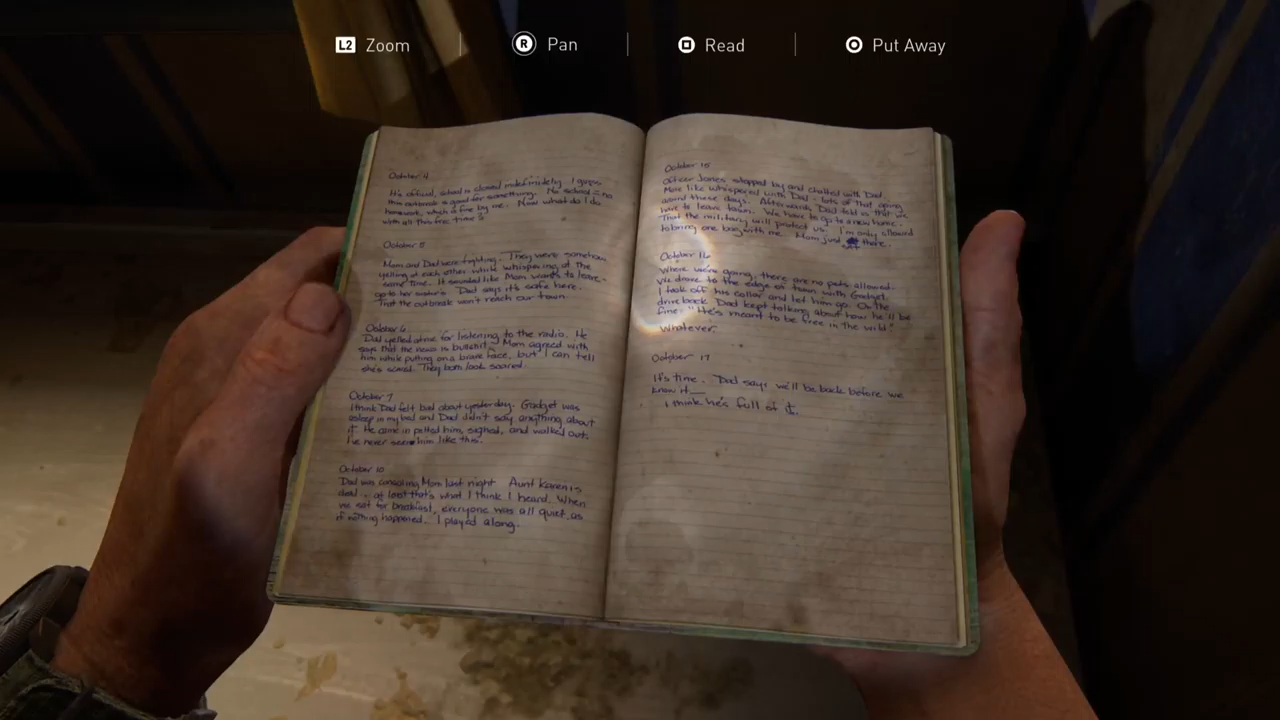 L2 Zoom
R Pan
Read
Put Away
October 4
It's official, school is closed indefinitely. I guess
this outbreak is good for something. No school = no
homework, which is fine by me. Now what do I do
with all this free time?
October 5
Mom and Dad were fighting. They were somehow
yelling at each other while whispering at the
same time. It sounded like Mom wants to leave-
go to her sister's. Dad says it's safe here.
That the outbreak won't reach our town.
October 6
Dad yelled at me for listening to the radio. He
says that the news is bullshit. Mom agreed with
him while putting on a brave face, but I can tell
she's scared. They both look scared.
October 7
I think Dad felt bad about yesterday. Gadget was
asleep in my bed and Dad didn't say anything about
it. He came in petted him, sighed, and walked out.
I've never seen him like this.
October 10
Dad was consoling Mom last night Aunt Karen is
dead... at least that's what I think I heard. When
we sat for breakfast, everyone was all quiet, as
if nothing happened. I played along.
October 15
Officer Jones stopped by and chatted with Dad.
More like whispered with Dad - lots of that going
around these days. Afterwards Dad told us that we
have to leave town. We have to go to a new home.
That the military will protect us. I'm only allowed
to bring one bag with me. Mom just sat there.
October 16
Where we're going, there are no pets allowed.
We drove to the edge of town with Gadget.
I took off his collar and let him go. On the
drive back Dad kept talking about how he'll be
fine. "He's meant to be free in the wild."
Whatever.
October 17
It's time. Dad says we'll be back before we
know it
I think he's full of it.